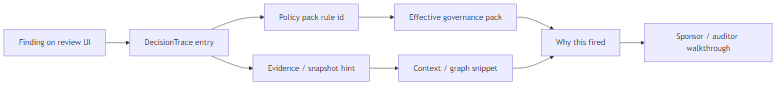 Finding on review UI
DecisionTrace entry
Policy pack rule id
Effective governance pack
Evidence / snapshot hint
Context / graph snippet
Why this fired
Sponsor / auditor
walkthrough